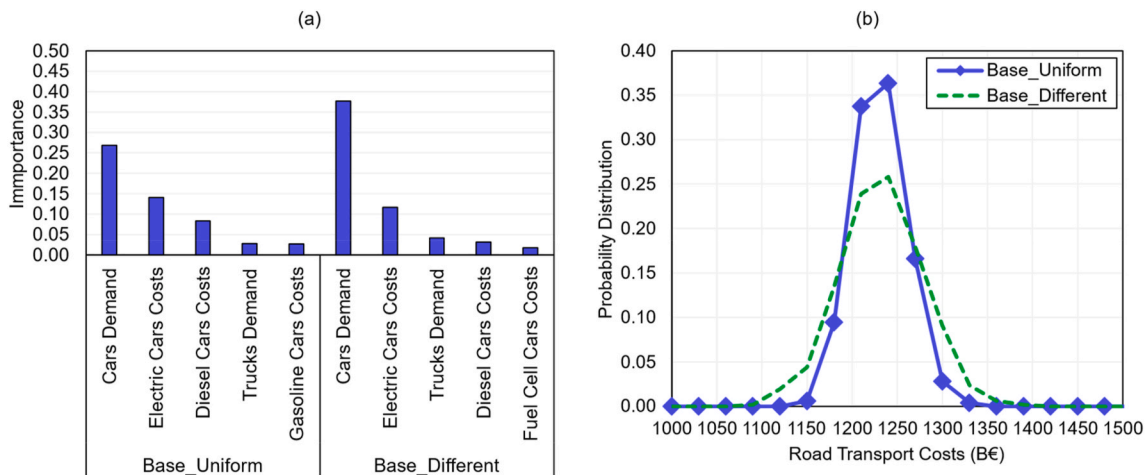 (a)
Immportance
0.50
0.45
0.40
0.35
0.30
0.25
0.20
0.15
0.10
0.05
0.00
Cars Demand
Electric Cars Costs
Diesel Cars Costs
Trucks Demand
Gasoline Cars Costs
Cars Demand
Electric Cars Costs
Trucks Demand
Diesel Cars Costs
Fuel Cell Cars Costs
Base_Uniform
Base_Different
(b)
Probability Distribution
0.40
0.35
0.30
0.25
0.20
0.15
0.10
0.05
0.00
Base_Uniform
Base_Different
1000 1050 1100 1150 1200 1250 1300 1350 1400 1450 1500
Road Transport Costs (B€)